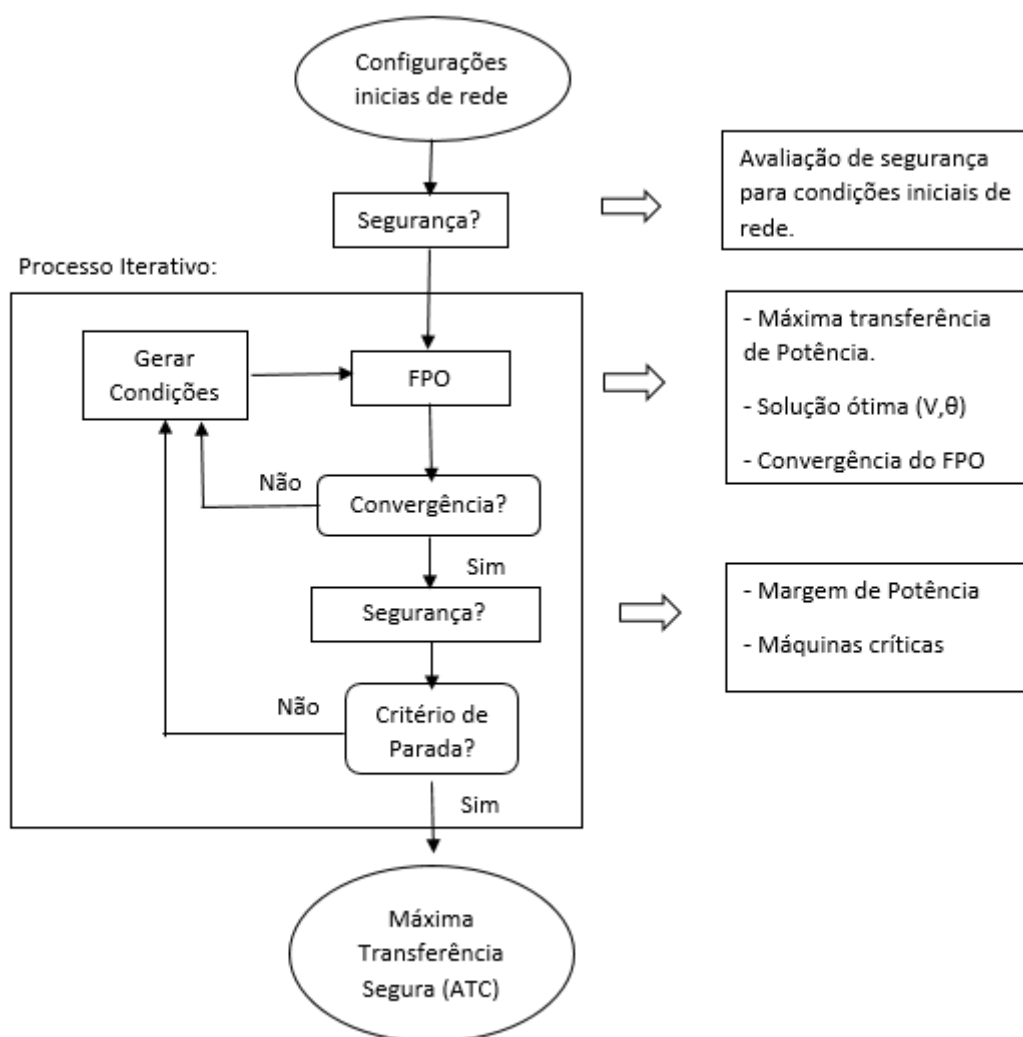 Configurações
inicias de rede
Avaliação de segurança
para condições iniciais de
rede.
Segurança?
Processo Iterativo:
- Máxima transferência
de Potência.
- Solução ótima (V,θ)
- Convergência do FPO
Gerar
Condições
FPO
Não
Convergência?
Sim
Segurança?
- Margem de Potência
- Máquinas críticas
Não
Critério de
Parada?
Sim
Máxima
Transferência
Segura (ATC)